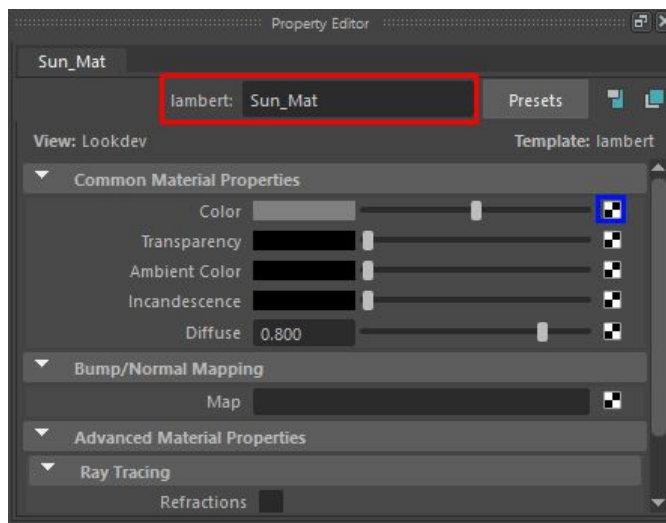 Property Editor
Sun_Mat
lambert: Sun_Mat Presets
View: Lookdev Template: lambert
Common Material Properties
Color
Transparency
Ambient Color
Incandescence
Diffuse 0.800
Bump/Normal Mapping
Map
Advanced Material Properties
Ray Tracing
Refractions